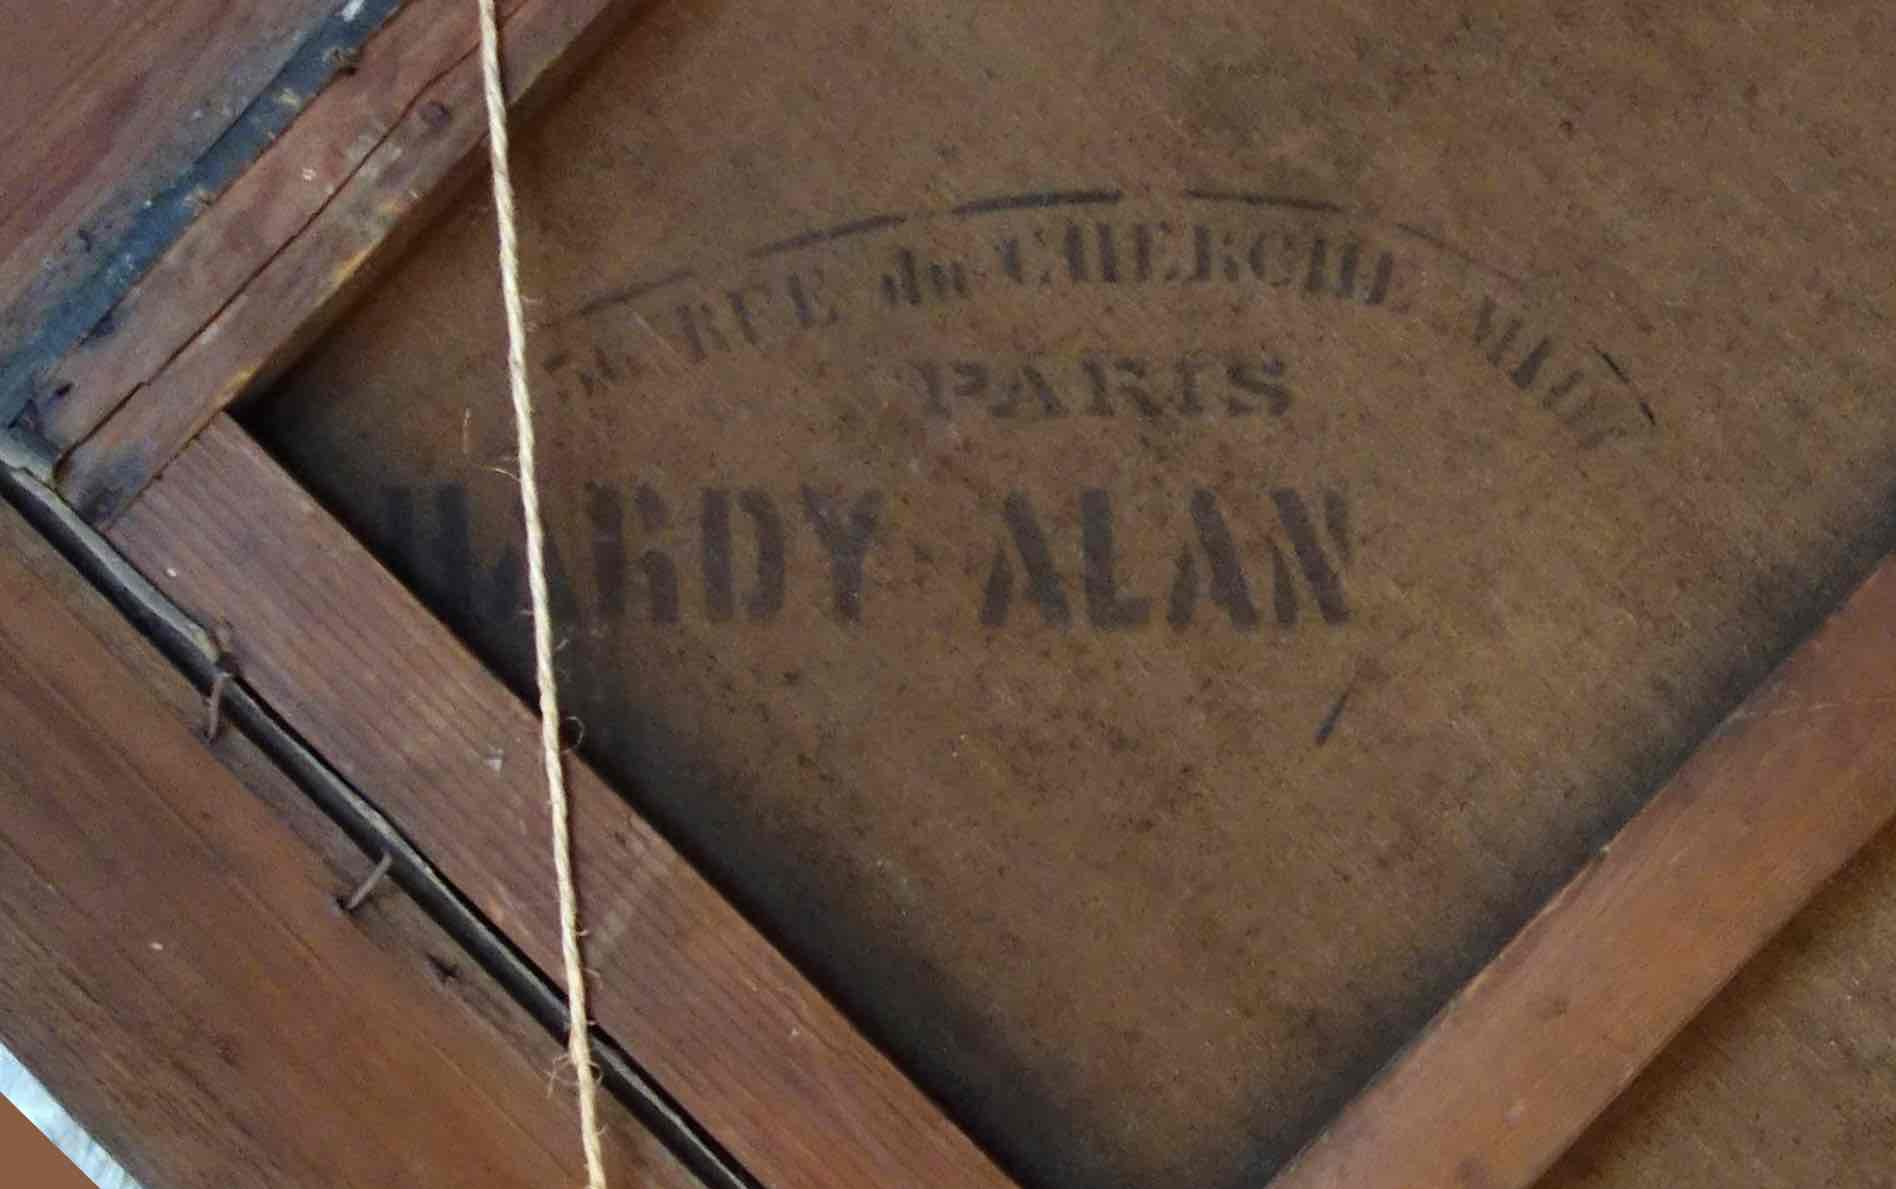 RUE du CHERCHE MIDI
PARIS
HARDY·ALAN